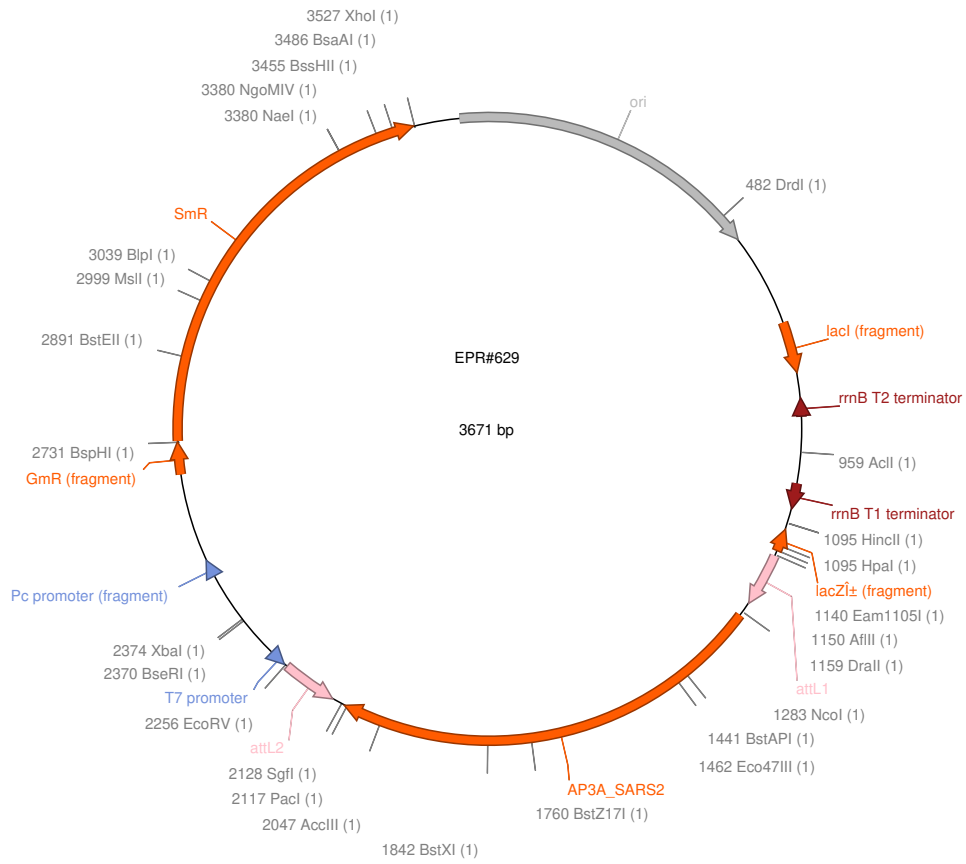 3527 XhoI (1)
3486 BsaAI (1)
3455 BssHII (1)
3380 NgoMIV (1)
3380 NaeI (1)
ori
482 DrdI (1)
SmR
3039 BlpI (1)
2999 MslI (1)
2891 BstEII (1)
lacI (fragment)
EPR#629
rrnB T2 terminator
3671 bp
2731 BspHI (1)
959 AclI (1)
GmR (fragment)
rrnB T1 terminator
1095 HincII (1)
1095 HpaI (1)
lacZÎ± (fragment)
Pc promoter (fragment)
1140 Eam1105I (1)
1150 AflII (1)
2374 XbaI (1)
1159 DraII (1)
2370 BseRI (1)
attL1
T7 promoter
1283 NcoI (1)
2256 EcoRV (1)
1441 BstAPI (1)
attL2
1462 Eco47III (1)
2128 SgfI (1)
AP3A_SARS2
2117 PacI (1)
1760 BstZ17I (1)
2047 AccIII (1)
1842 BstXI (1)